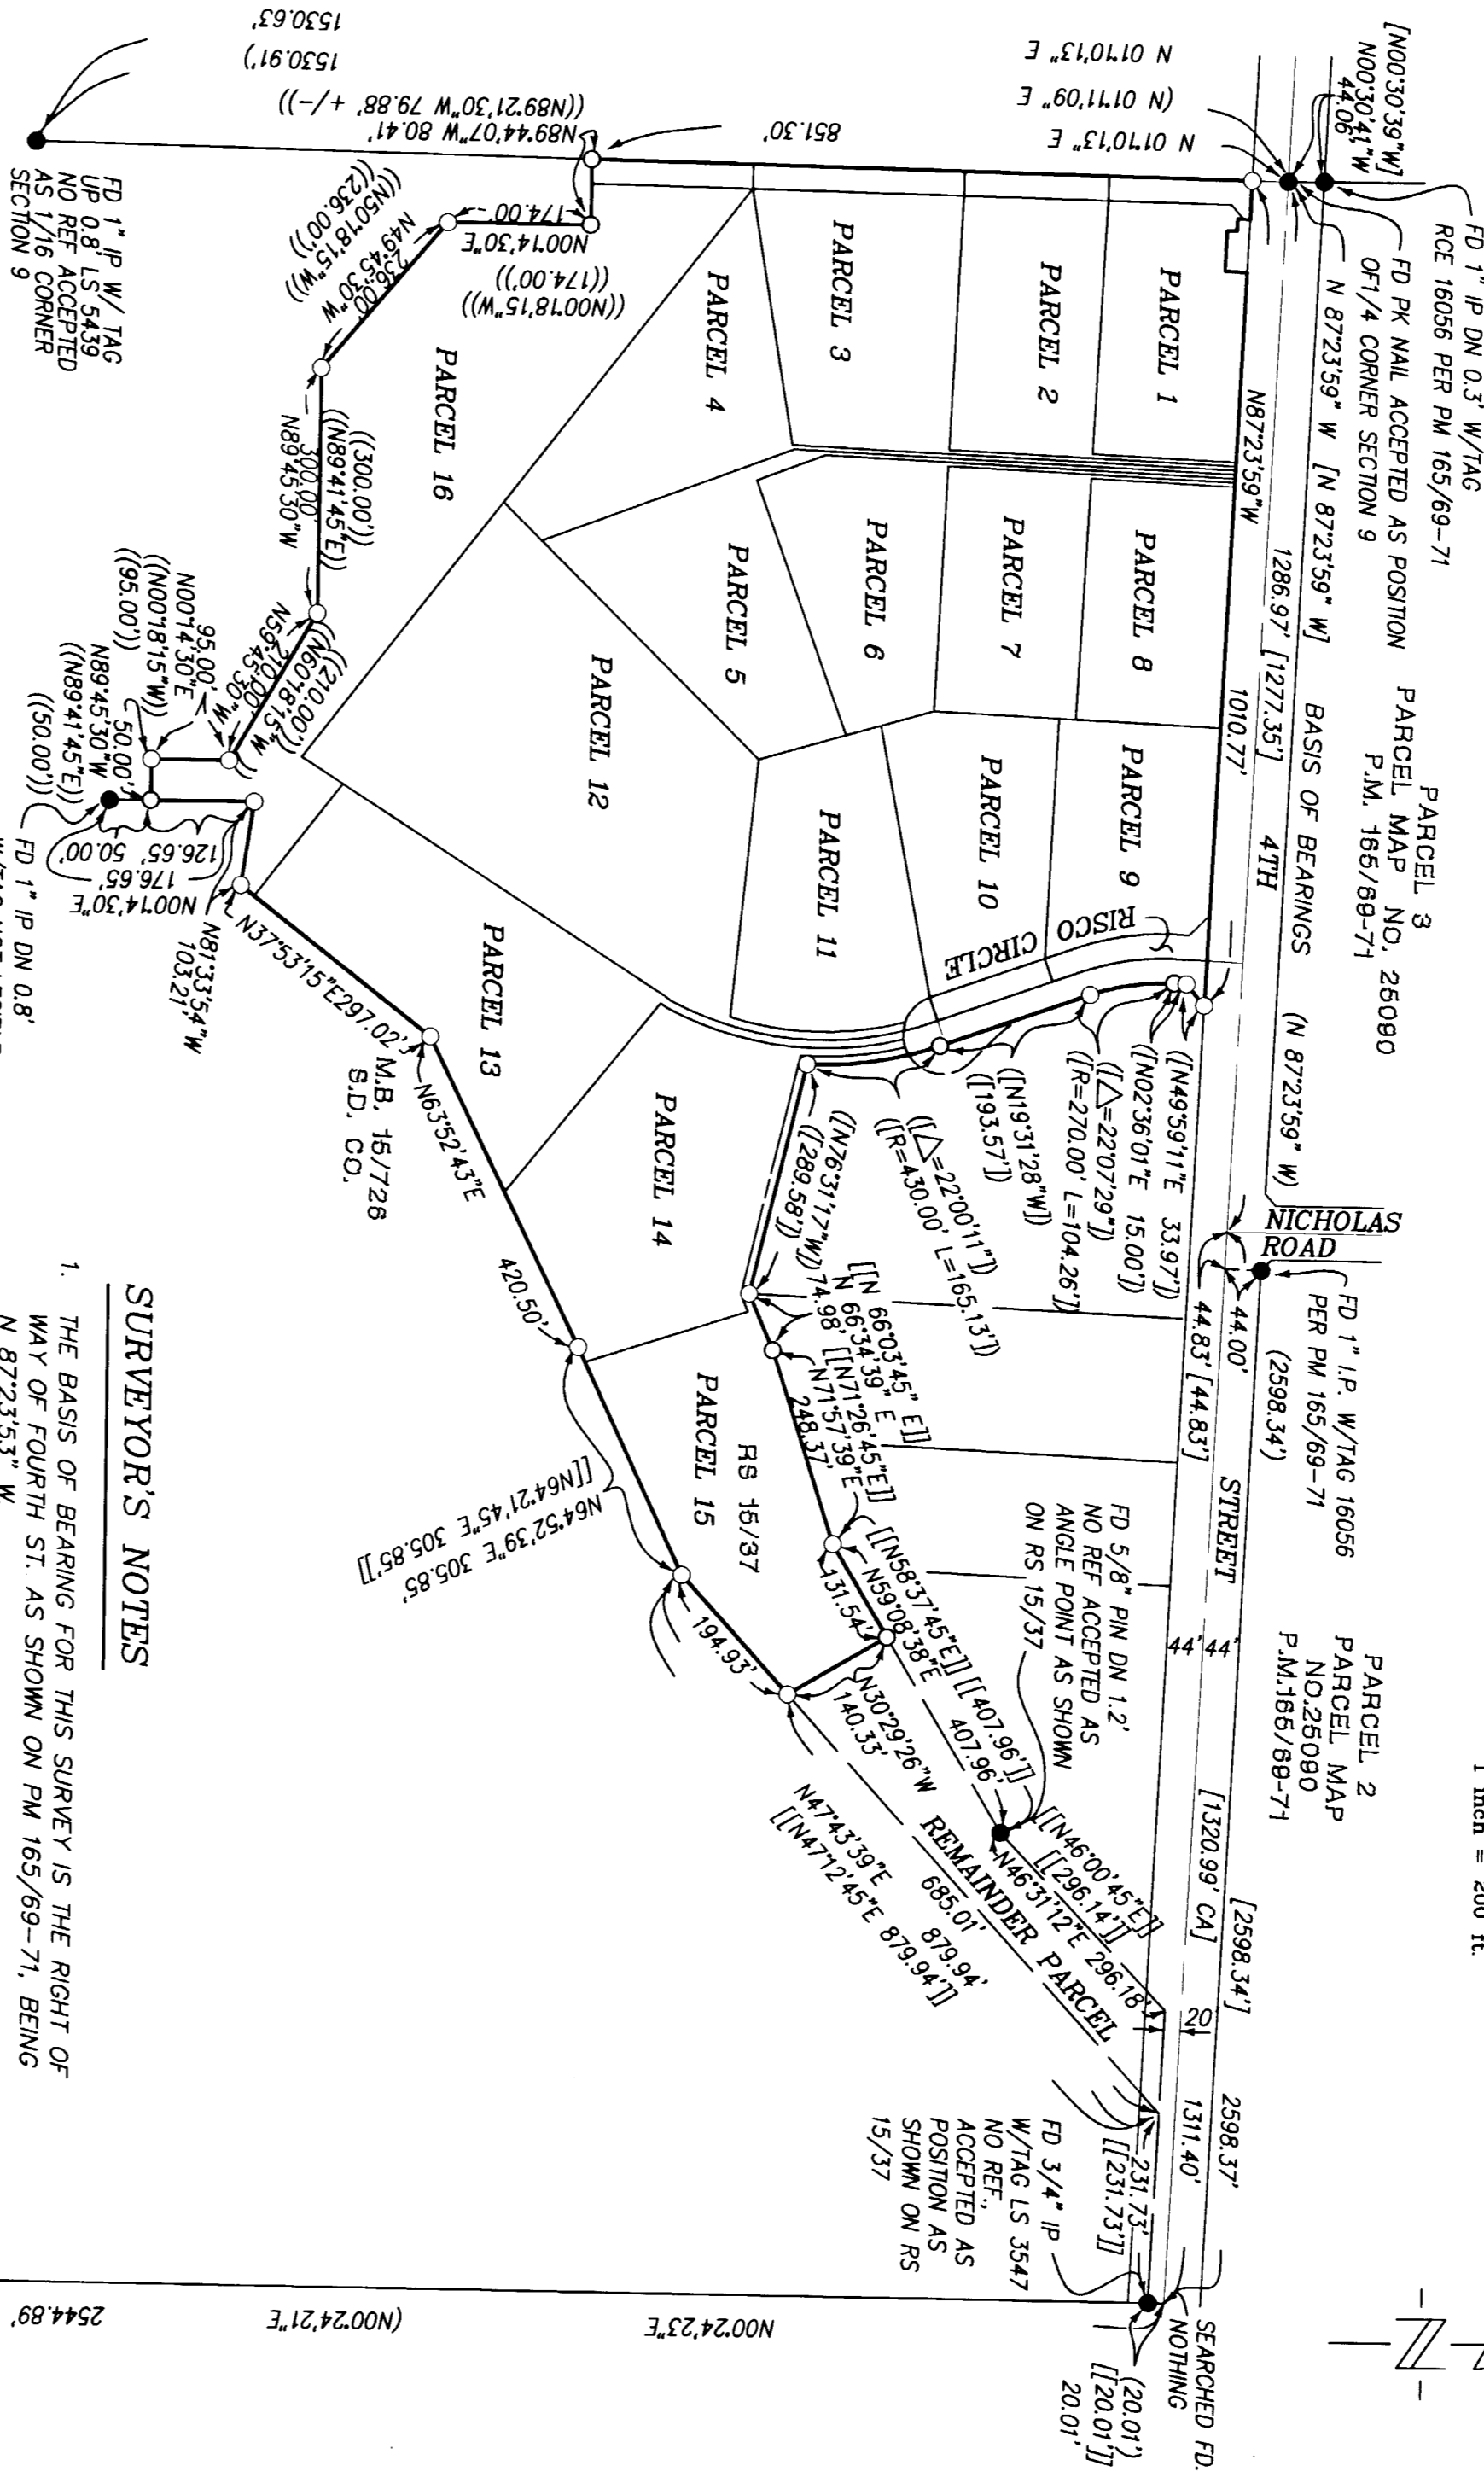 FD 1" IP DN 0.3' W/TAG
RCE 16056 PER PM 165/69-71
FD PK NAIL ACCEPTED AS POSITION
OF1/4 CORNER SECTION 9
[N00°30'39"W]
N00°30'41"W
44.06'
N 01°10'13" E
(N 01°11'09" E
N 01°10'13" E
1530.63'
1530.91')
851.30'
((N89°21'30"W 79.88' +/-))
N89°44'07"W 80.41'
FD 1" IP W/ TAG
UP 0.8' LS 5439
NO REF ACCEPTED
AS 1/16 CORNER
SECTION 9
N 87°23'59" W [N 87°23'59" W]
BASIS OF BEARINGS
(N 87°23'59" W)
1286.97' [1277.35']
4TH
STREET
N87°23'59"W
1010.77'
PARCEL 3
PARCEL MAP NO. 25090
P.M. 165/69-71
PARCEL 2
PARCEL MAP
NO.25090
P.M.165/69-71
1 inch = 200 ft.
NICHOLAS
ROAD
FD 1" I.P. W/TAG 16056
PER PM 165/69-71
(2598.34')
44.00'
44.83' [44.83']
44' 44'
[1320.99' CA]
[2598.34']
20
2598.37'
1311.40'
SEARCHED FD.
NOTHING
(20.01')
[[20.01']]
20.01'
PARCEL 1
PARCEL 2
PARCEL 3
PARCEL 4
PARCEL 5
PARCEL 6
PARCEL 7
PARCEL 8
PARCEL 9
PARCEL 10
PARCEL 11
PARCEL 12
PARCEL 13
PARCEL 14
PARCEL 15
PARCEL 16
RISCO
CIRCLE
174.00'
N00°14'30"E
((174.00'))
((N00°18'15"W))
236.00'
N49°45'30"W
((N50°18'15"W))
((236.00'))
((300.00'))
((N89°41'45"E))
300.00'
N89°45'30"W
((210.00'))
((N60°18'15"W
210.00'
N59°45'30"W
95.00'
N00°14'30"E
((N00°18'15"W))
((95.00'))
50.00'
N89°45'30"W
((N89°41'45"E))
((50.00'))
FD 1" IP DN 0.8'
126.65' 50.00'
176.65'
N00°14'30"E
N81°33'54"W
103.21'
N37°53'15"E297.02'
M.B. 15/726
S.D. CO.
N63°52'43"E
420.50'
([N49°59'11"E 33.97'])
([N02°36'01"E 15.00'])
([△=22°07'29"])
([R=270.00' L=104.26'])
([N19°31'28"W])
([193.57'])
([△=22°00'11"])
([R=430.00' L=165.13'])
([N76°31'17"W])
([289.58'])
[[N 66°03'45" E]]
N 66°34'39" E
74.98'
[[N71°26'45"E]]
N71°57'39"E
248.37'
RS 15/37
[[N58°37'45"E]] [[407.96']]
N59°08'38"E 407.96'
131.54'
N30°29'26"W
140.33'
194.93'
N64°52'39"E 305.85'
[[N64°21'45"E 305.85']]
FD 5/8" PIN DN 1.2'
NO REF ACCEPTED AS
ANGLE POINT AS SHOWN
ON RS 15/37
[[N46°00'45"E]]
[[296.14']]
N46°31'12"E 296.18'
REMAINDER PARCEL
685.01'
N47°43'39"E 879.94'
[[N47°12'45"E 879.94']]
231.73'
[[231.73']]
FD 3/4" IP
W/TAG LS 3547
NO REF.,
ACCEPTED AS
POSITION AS
SHOWN ON RS
15/37
N00°24'23"E
(N00°24'21"E
2544.89'
SURVEYOR'S NOTES
1. THE BASIS OF BEARING FOR THIS SURVEY IS THE RIGHT OF
WAY OF FOURTH ST. AS SHOWN ON PM 165/69-71, BEING
N 87°23'53" W